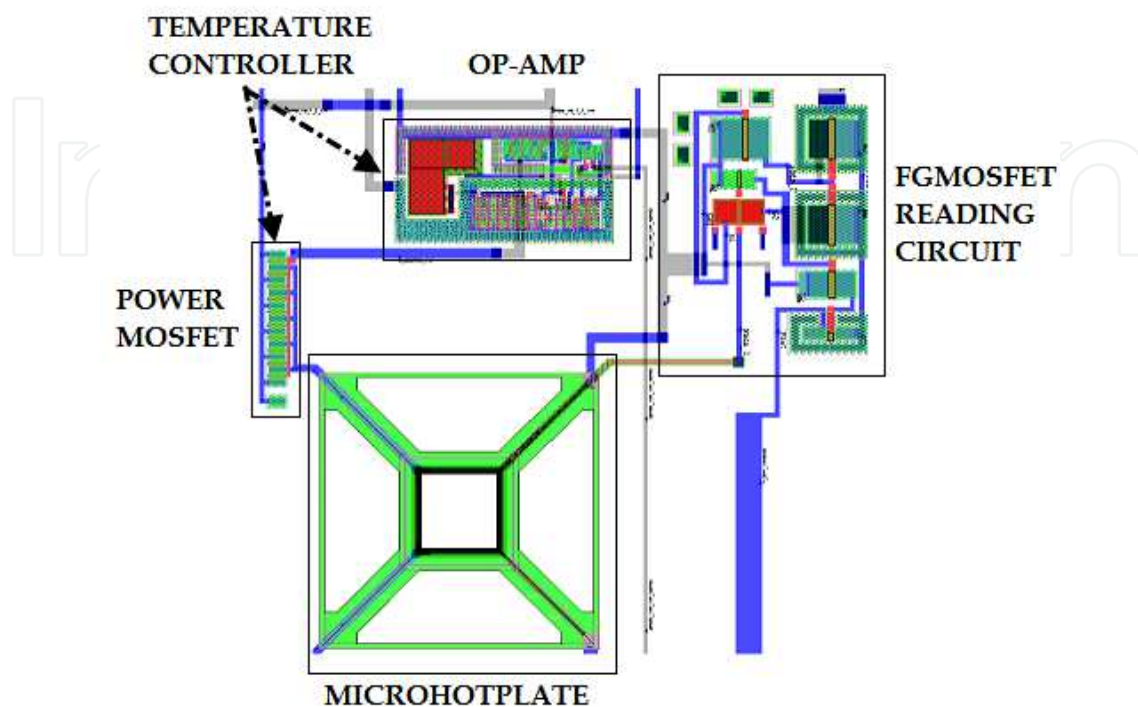 TEMPERATURE
CONTROLLER
OP-AMP
FGMOSFET
READING
CIRCUIT
POWER
MOSFET
MICROHOTPLATE